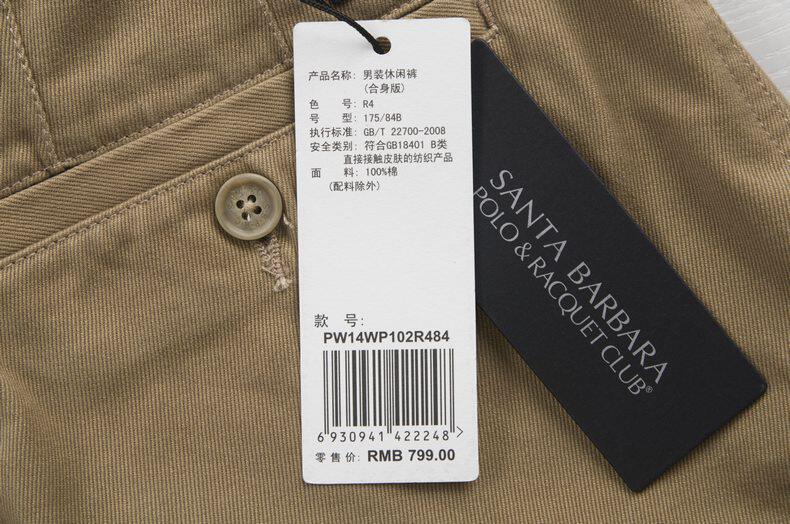 产品名称: 男装休闲裤
(合身版)
色 号: R4
号 型: 175/84B
执行标准: GB/T 22700-2008
安全类别: 符合GB18401 B类
直接接触皮肤的纺织产品
面 料: 100%棉
(配料除外)
款 号:
PW14WP102R484
6 930941 422248 >
零售价: RMB 799.00
SANTA BARBARA
POLO & RACQUET CLUB®